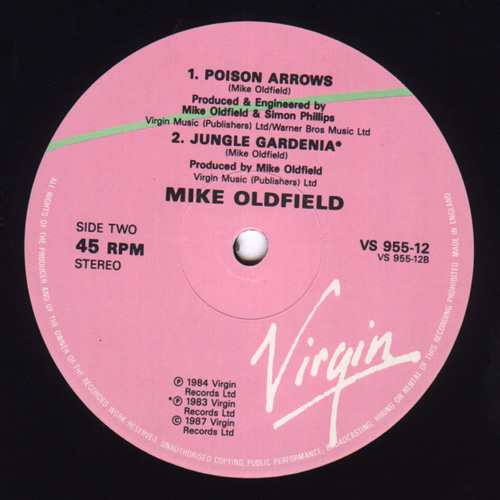 1. POISON ARROWS
(Mike Oldfield)
Produced & Engineered by
Mike Oldfield & Simon Phillips
Virgin Music (Publishers) Ltd/Warner Bros Music Ltd
2. JUNGLE GARDENIA*
(Mike Oldfield)
Produced by Mike Oldfield
Virgin Music (Publishers) Ltd
MIKE OLDFIELD
SIDE TWO
45 RPM
STEREO
VS 955-12
VS 955-12B
Virgin
℗ 1984 Virgin
Records Ltd
*℗ 1983 Virgin
Records Ltd
© 1987 Virgin
Records Ltd
ALL RIGHTS OF THE PRODUCER AND OF THE OWNER OF THE RECORDED WORK RESERVED. UNAUTHORISED COPYING, PUBLIC PERFORMANCE, BROADCASTING, HIRING OR RENTAL OF THIS RECORDING PROHIBITED. MADE IN ENGLAND